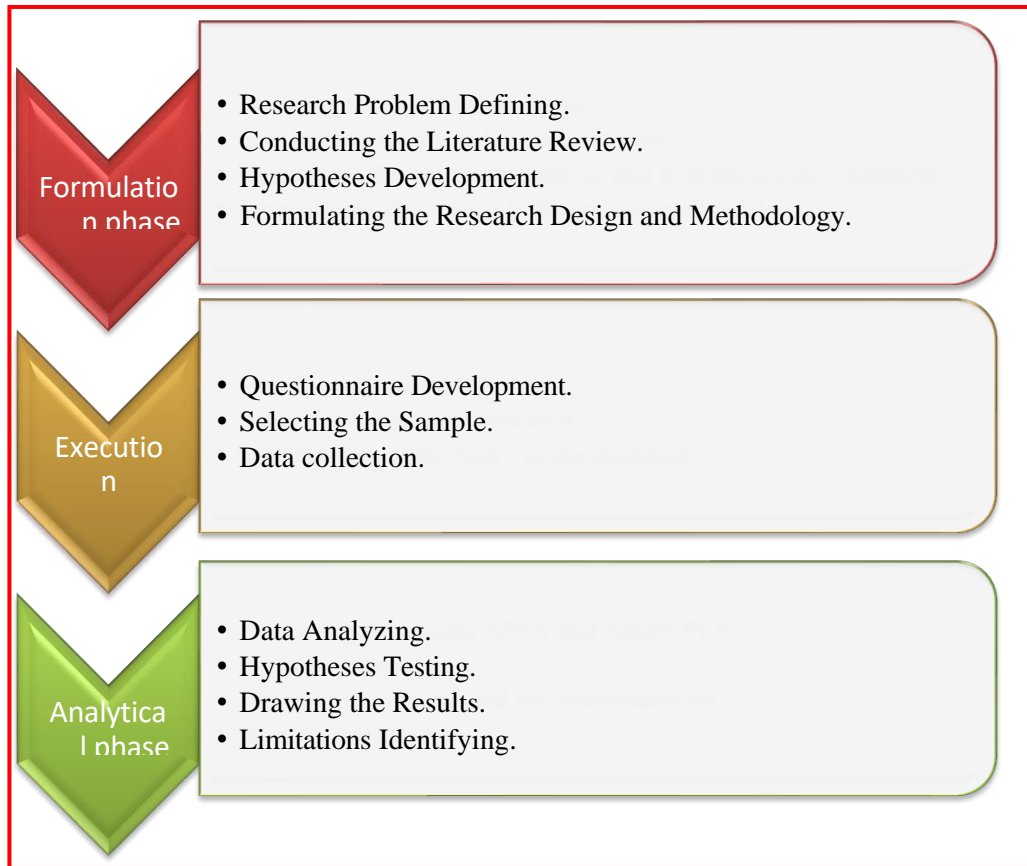 Formulatio
n phase
• Research Problem Defining.
• Conducting the Literature Review.
• Hypotheses Development.
• Formulating the Research Design and Methodology.
Executio
n
• Questionnaire Development.
• Selecting the Sample.
• Data collection.
Analytica
l phase
• Data Analyzing.
• Hypotheses Testing.
• Drawing the Results.
• Limitations Identifying.